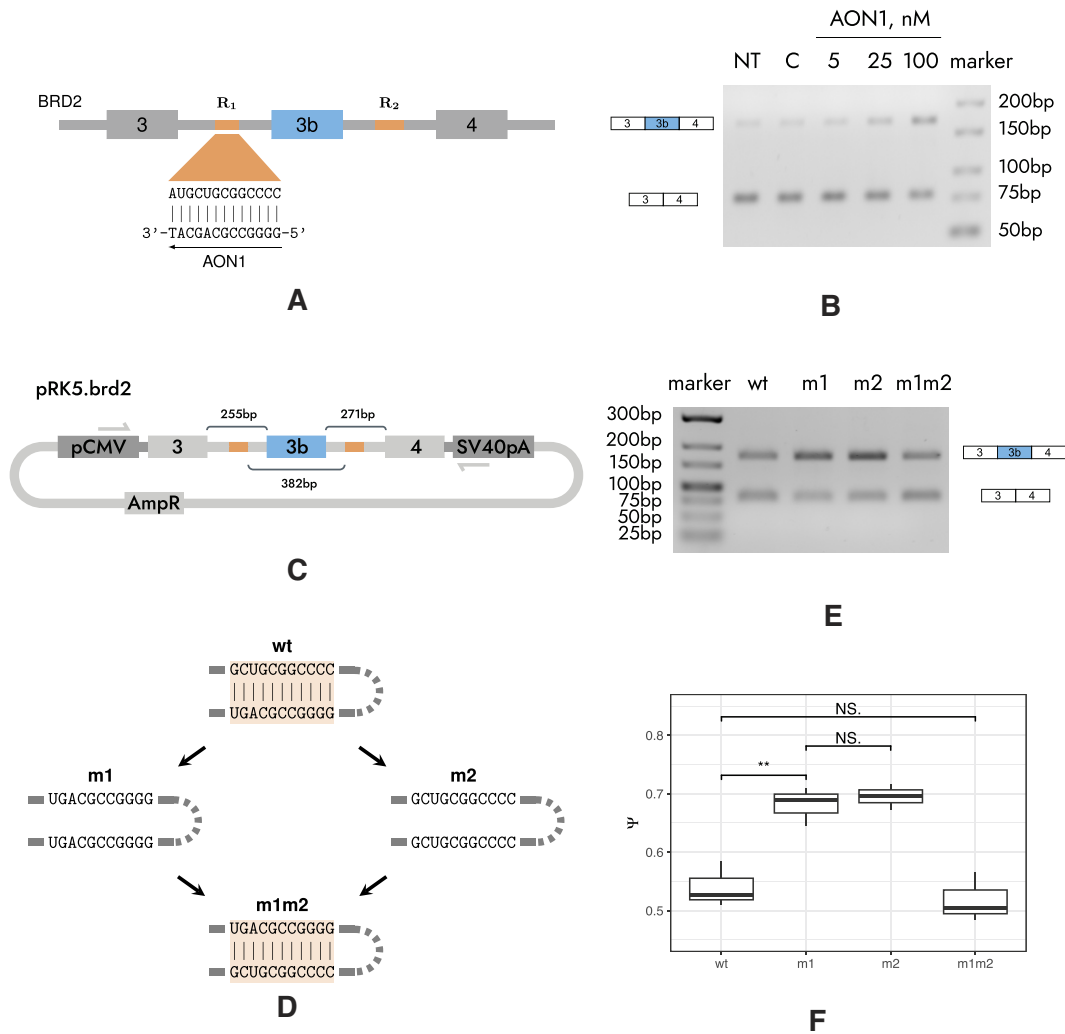 BRD2
R₁
R₂
3
3b
4
AUGCUGCGGCCCC
3'-TACGACGCCGGGG-5'
AON1
A
AON1, nM
NT C 5 25 100 marker
3 3b 4
3 4
200bp
150bp
100bp
75bp
50bp
B
pRK5.brd2
255bp
271bp
pCMV 3 3b 4 SV40pA
382bp
AmpR
C
marker wt m1 m2 m1m2
300bp
200bp
150bp
100bp
75bp
50bp
25bp
3 3b 4
3 4
E
wt
GCUGCGGCCCC
UGACGCCGGGG
m1
UGACGCCGGGG
UGACGCCGGGG
m2
GCUGCGGCCCC
GCUGCGGCCCC
m1m2
UGACGCCGGGG
GCUGCGGCCCC
D
NS.
NS.
**
0.8
0.7
0.6
0.5
Ψ
wt m1 m2 m1m2
F